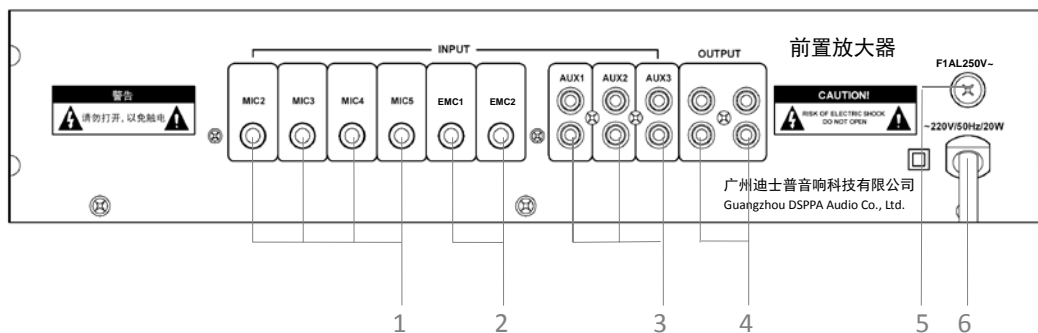 INPUT
OUTPUT
前置放大器
F1AL250V~
警告
请勿打开，以免触电
MIC2
MIC3
MIC4
MIC5
EMC1
EMC2
AUX1
AUX2
AUX3
CAUTION!
RISK OF ELECTRIC SHOCK
DO NOT OPEN
~220V/50Hz/20W
广州迪士普音响科技有限公司
Guangzhou DSPPA Audio Co., Ltd.
1
2
3
4
5
6